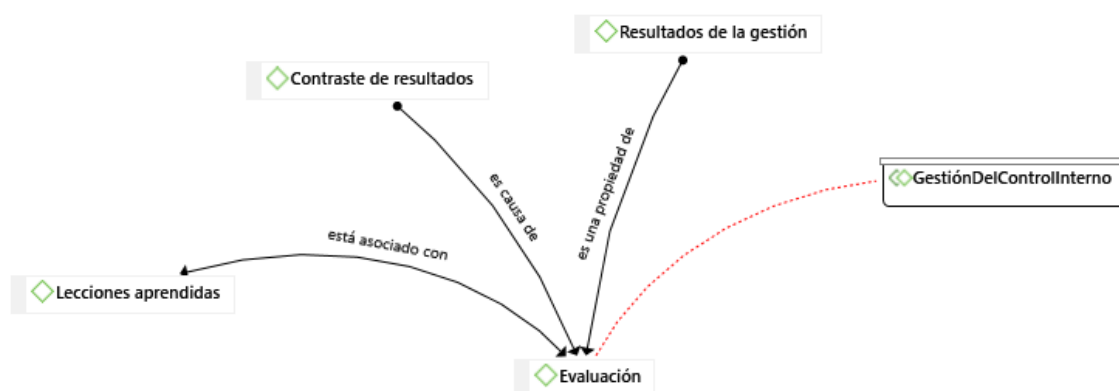 Resultados de la gestión
Contraste de resultados
es una propiedad de
GestiónDelControlInterno
es causa de
está asociado con
Lecciones aprendidas
Evaluación